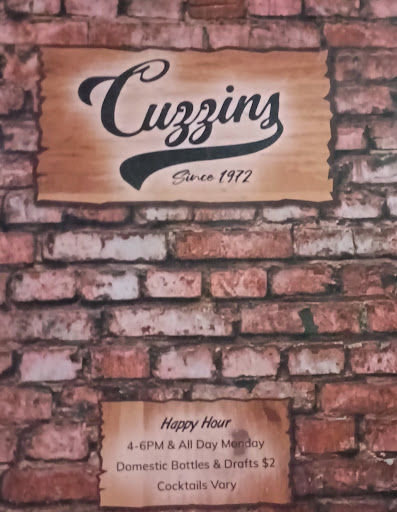 Cuzzins
Since 1972
Happy Hour
4-6PM & All Day Monday
Domestic Bottles & Drafts $2
Cocktails Vary